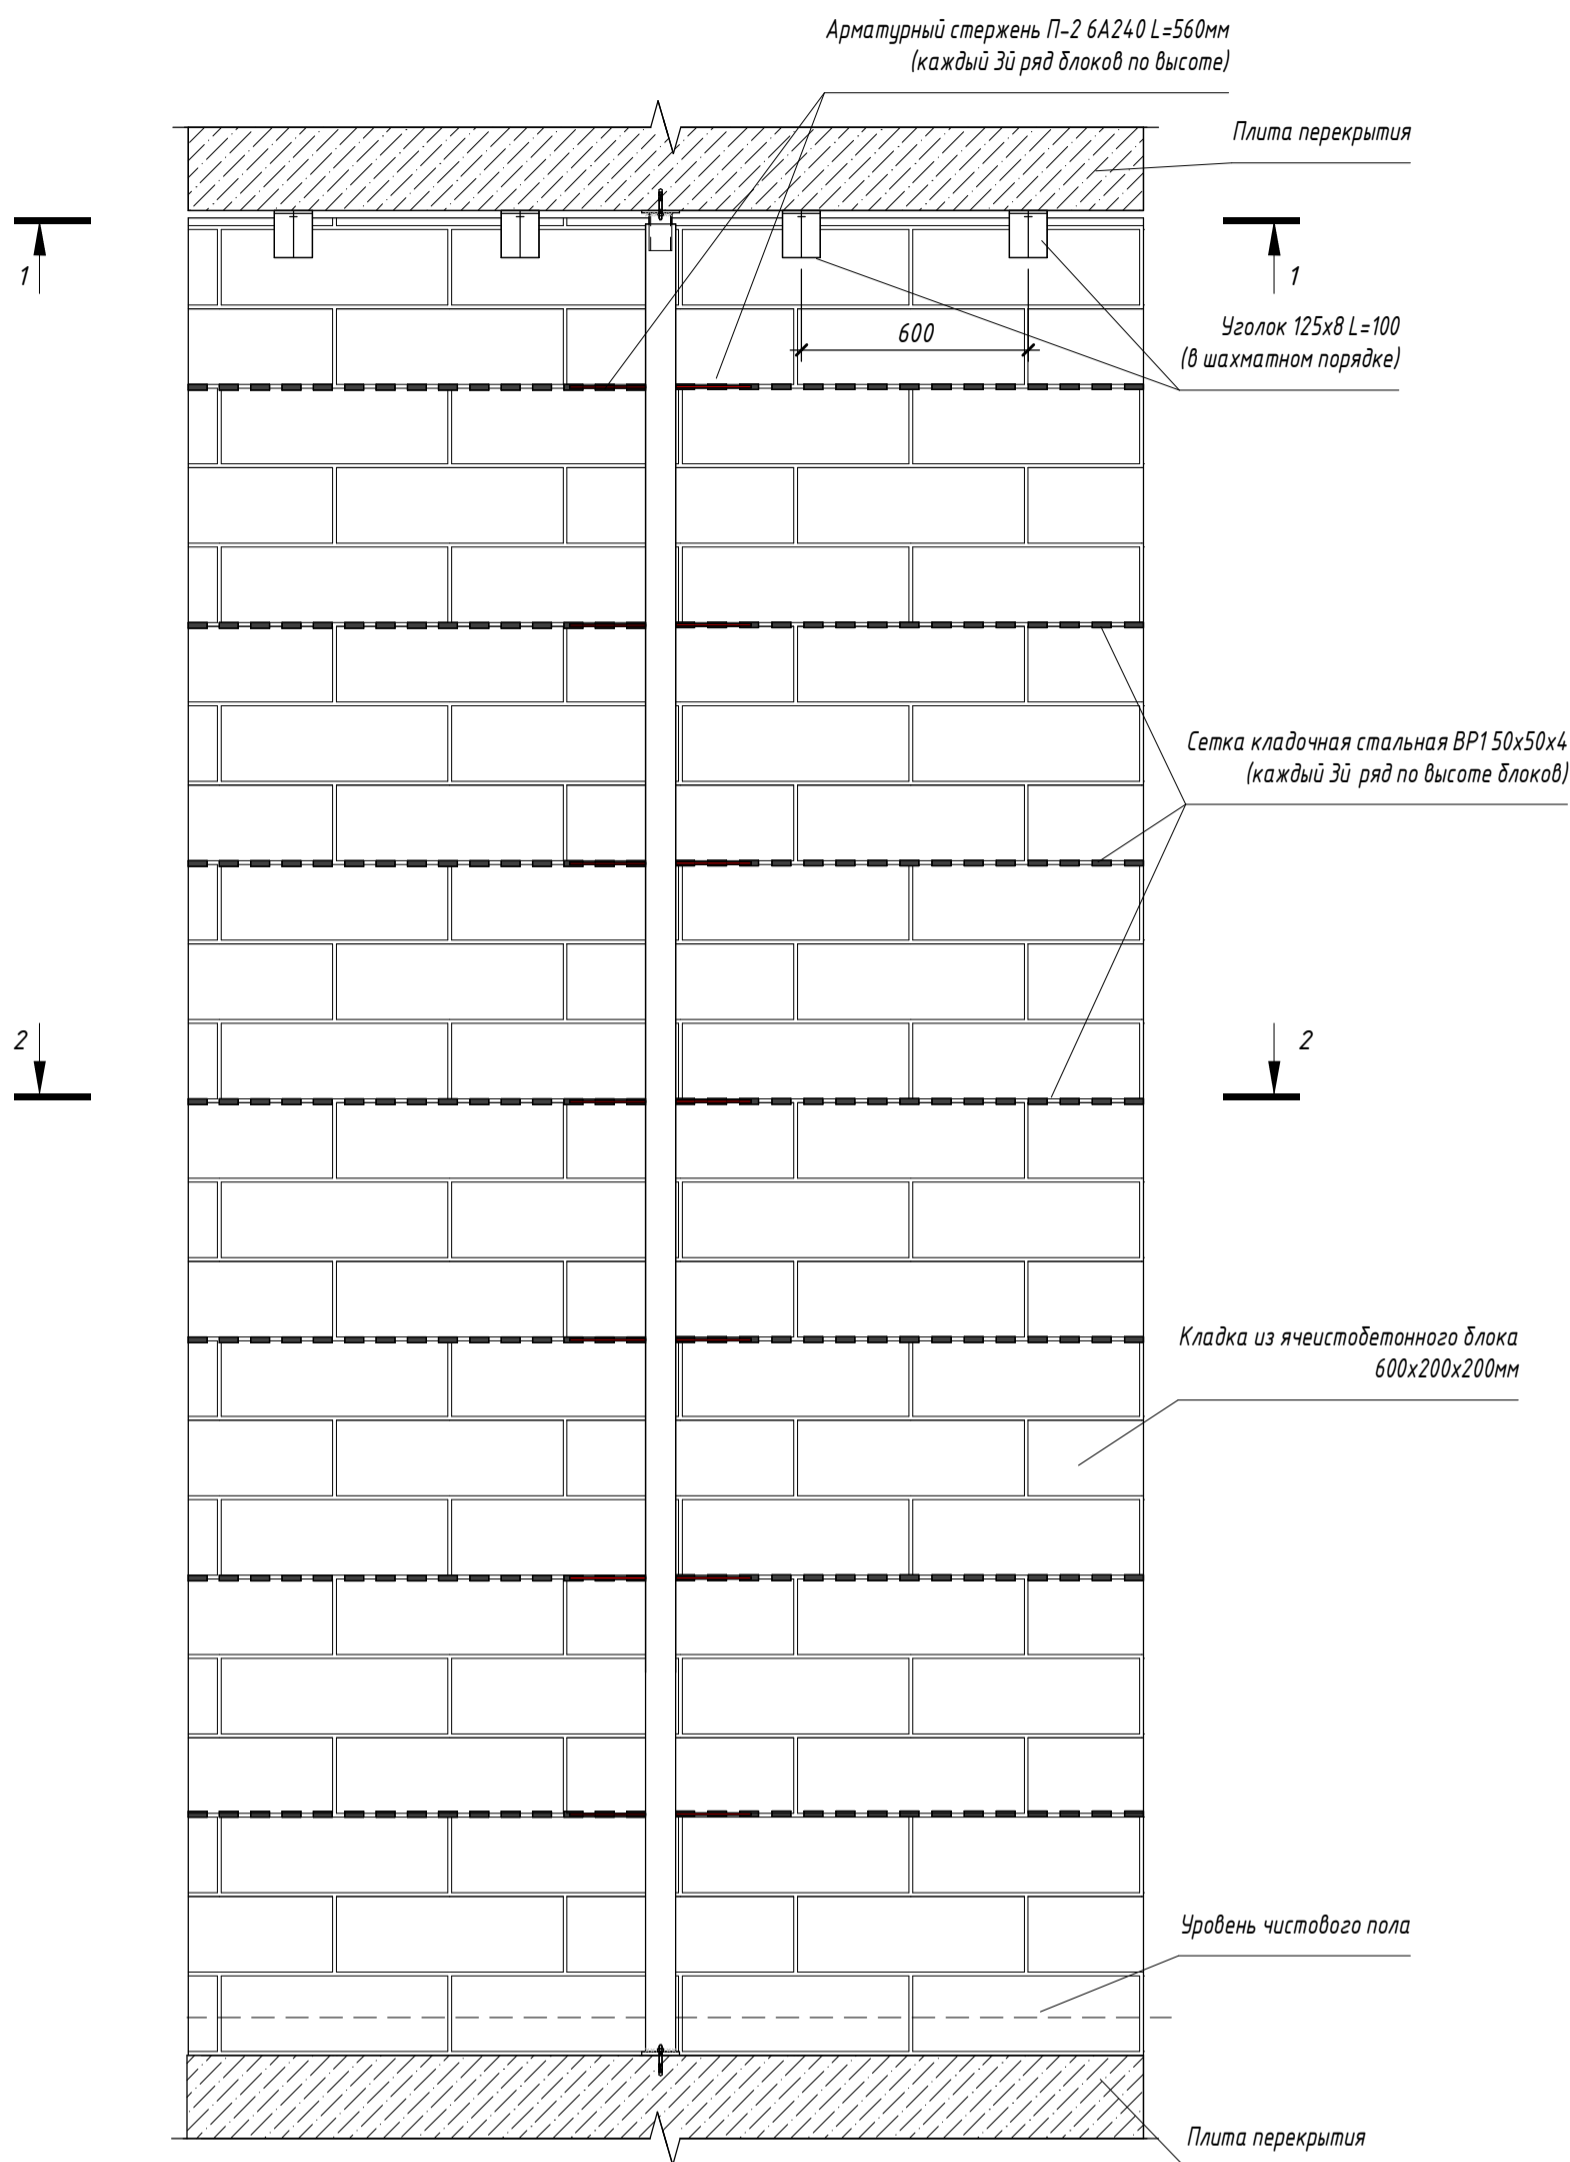 Арматурный стержень П-2 6А240 L=560мм
(каждый 3й ряд блоков по высоте)
Плита перекрытия
1
1
Уголок 125х8 L=100
(в шахматном порядке)
600
Сетка кладочная стальная ВР1 50х50х4
(каждый 3й ряд по высоте блоков)
2
2
Кладка из ячеистобетонного блока
600х200х200мм
Уровень чистового пола
Плита перекрытия